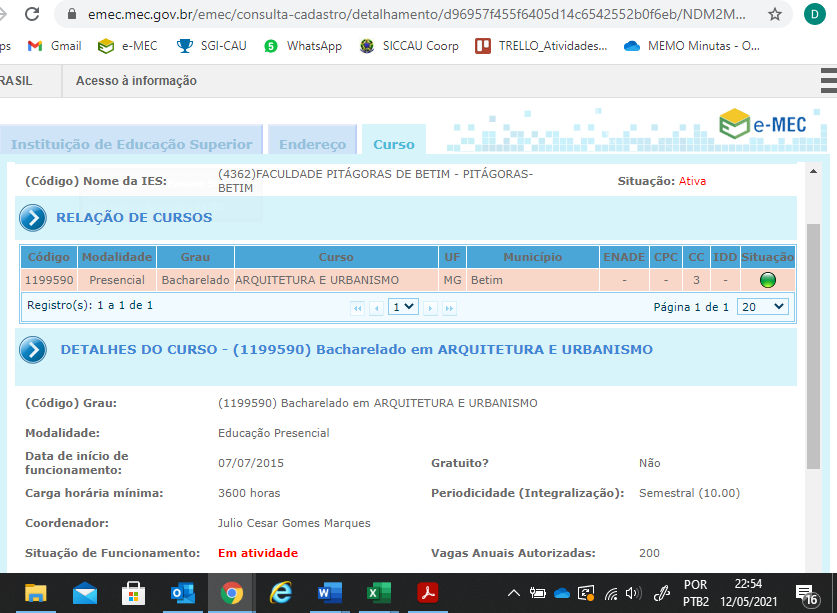 emec.mec.gov.br/emec/consulta-cadastro/detalhamento/d96957f455f6405d14c6542552b0f6eb/NDM2M... D
ps Gmail e-MEC SGI-CAU 5 WhatsApp SICCAU Coorp TRELLO_Atividades... MEMO Minutas - O...
RASIL Acesso à informação
Instituição de Educação Superior Endereço Curso e-MEC
(Código) Nome da IES: (4362)FACULDADE PITÁGORAS DE BETIM - PITÁGORAS-
BETIM Situação: Ativa
RELAÇÃO DE CURSOS
Código Modalidade Grau Curso UF Município ENADE CPC CC IDD Situação
1199590 Presencial Bacharelado ARQUITETURA E URBANISMO MG Betim - - 3 -
Registro(s): 1 a 1 de 1 1 Página 1 de 1 20
DETALHES DO CURSO - (1199590) Bacharelado em ARQUITETURA E URBANISMO
(Código) Grau: (1199590) Bacharelado em ARQUITETURA E URBANISMO
Modalidade: Educação Presencial
Data de início de
funcionamento: 07/07/2015 Gratuito? Não
Carga horária mínima: 3600 horas Periodicidade (Integralização): Semestral (10.00)
Coordenador: Julio Cesar Gomes Marques
Situação de Funcionamento: Em atividade Vagas Anuais Autorizadas: 200
POR 22:54
PTB2 12/05/2021 16